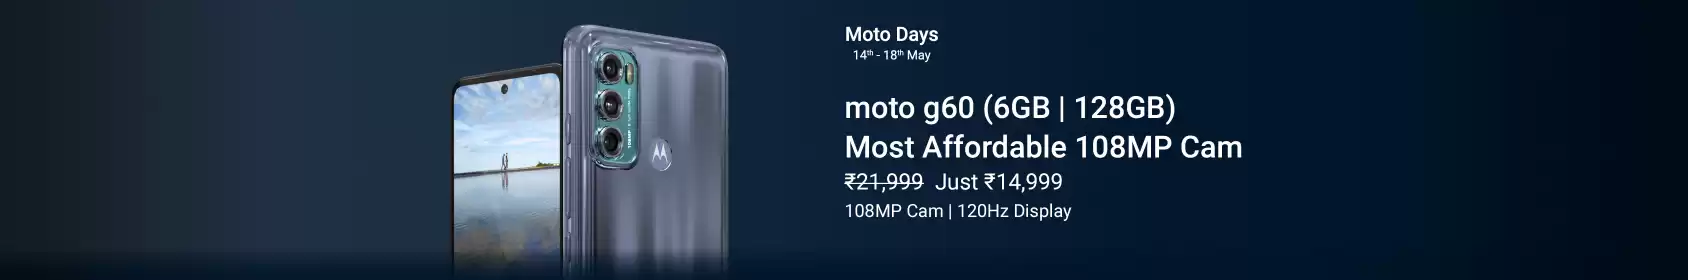 Moto Days
14th - 18th May
moto g60 (6GB | 128GB)
Most Affordable 108MP Cam
₹21,999 Just ₹14,999
108MP Cam | 120Hz Display